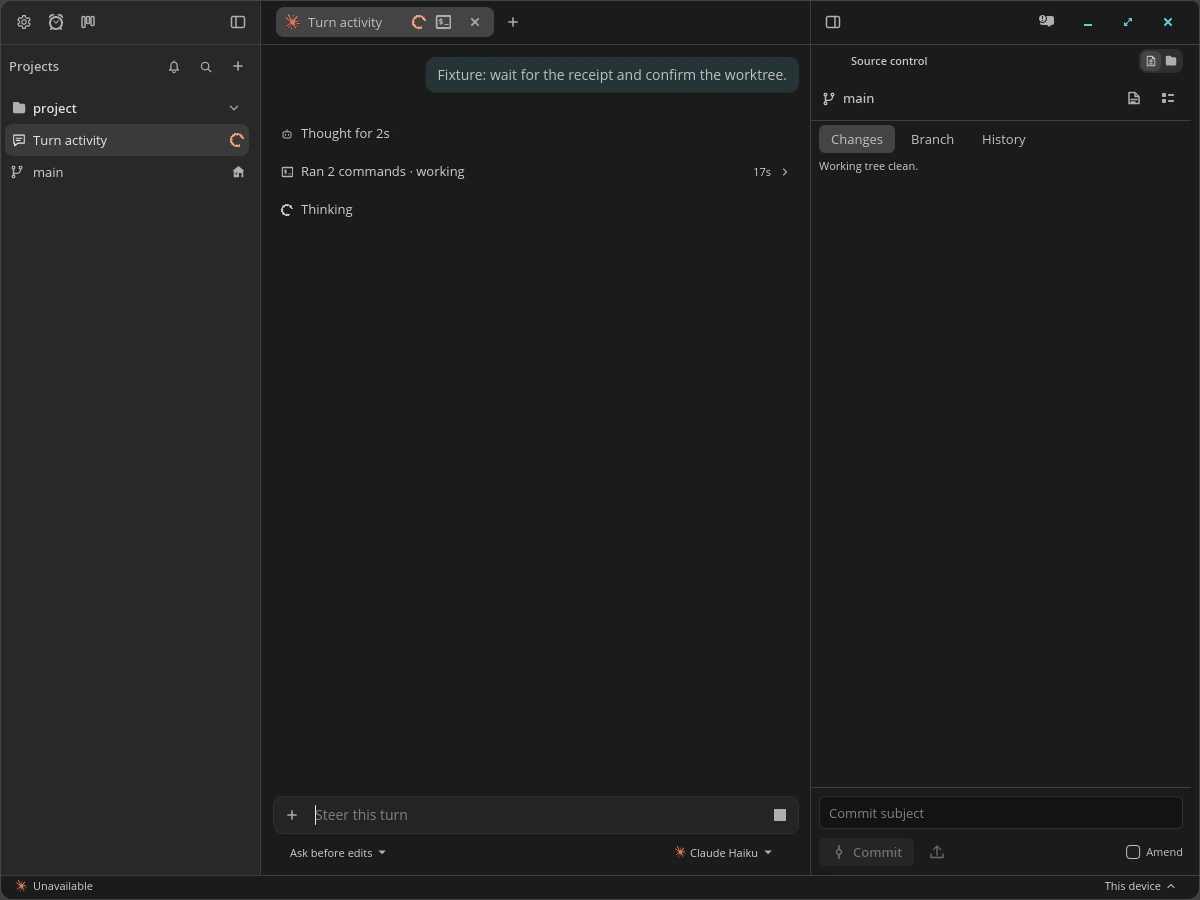 Turn activity
Projects
project
Turn activity
main
Fixture: wait for the receipt and confirm the worktree.
Thought for 2s
Ran 2 commands · working 17s
Thinking
Steer this turn
Ask before edits
Claude Haiku
Source control
main
Changes Branch History
Working tree clean.
Commit subject
Commit
Amend
Unavailable
This device